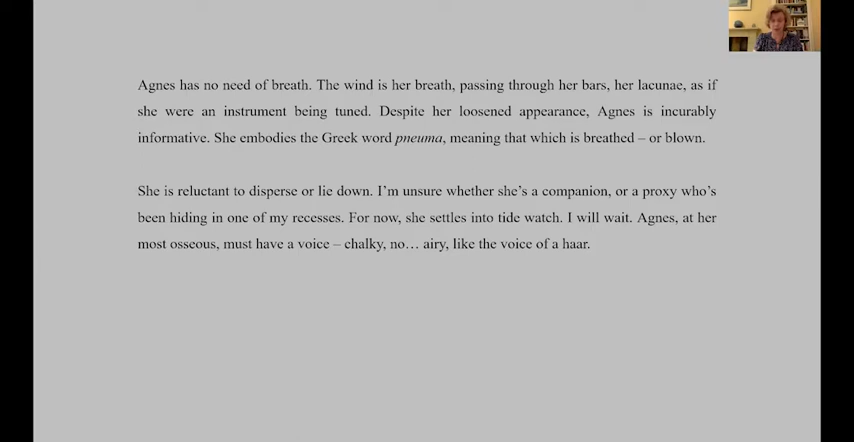 Agnes has no need of breath. The wind is her breath, passing through her bars, her lacunae, as if
she were an instrument being tuned. Despite her loosened appearance, Agnes is incurably
informative. She embodies the Greek word pneuma, meaning that which is breathed – or blown.
She is reluctant to disperse or lie down. I'm unsure whether she's a companion, or a proxy who's
been hiding in one of my recesses. For now, she settles into tide watch. I will wait. Agnes, at her
most osseous, must have a voice – chalky, no… airy, like the voice of a haar.